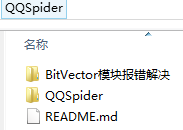 QQSpider
名称
BitVector模块报错解决
QQSpider
README.md